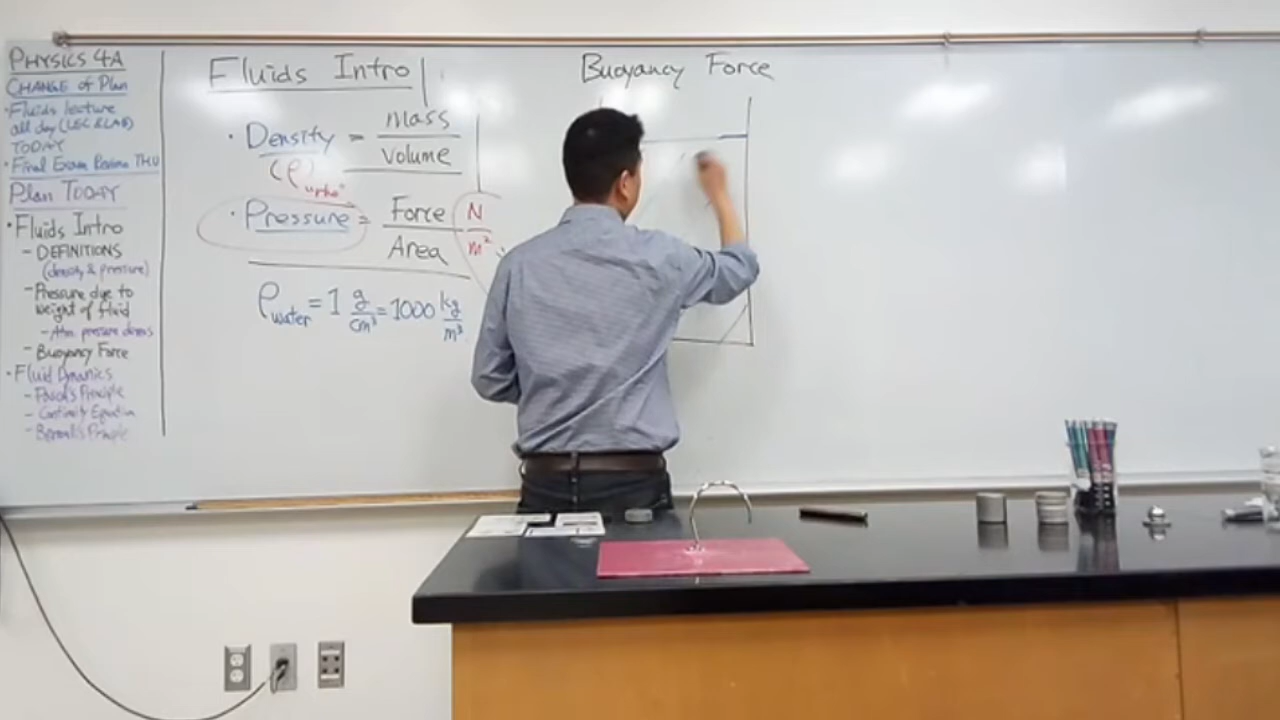 PHYSICS 4A
CHANGE of Plan
• Fluids lecture
all day (LEC & LAB)
TODAY
• Final Exam Review THU
Plan TODAY
• Fluids Intro
- DEFINITIONS
(density & pressure)
- Pressure due to
weight of fluid
- Atm. pressure demos
- Buoyancy Force
• Fluid Dynamics
- Pascal's Principle
- Continuity Equation
- Bernoulli's Principle
Fluids Intro
• Density = Mass / Volume
(ρ) "rho"
• Pressure = Force / Area N / m²
ρ water = 1 g/cm³ = 1000 kg/m³
Buoyancy Force